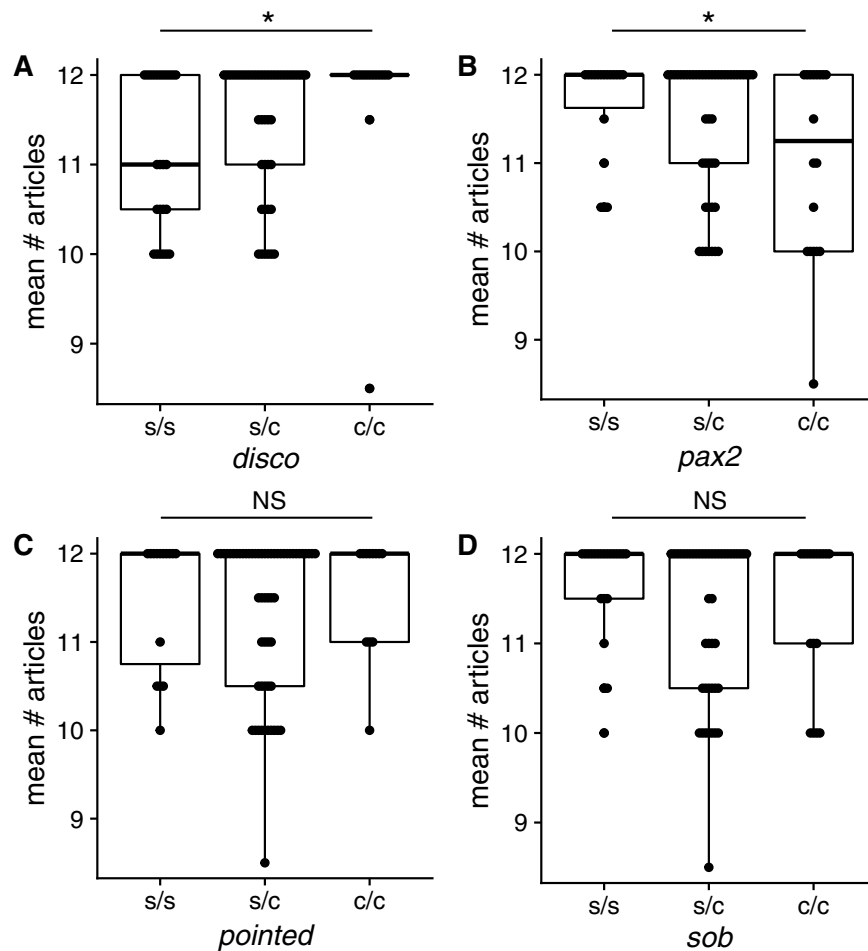 *
A
12
11
10
9
mean # articles
s/s s/c c/c
disco
*
B
12
11
10
9
mean # articles
s/s s/c c/c
pax2
NS
C
12
11
10
9
mean # articles
s/s s/c c/c
pointed
NS
D
12
11
10
9
mean # articles
s/s s/c c/c
sob